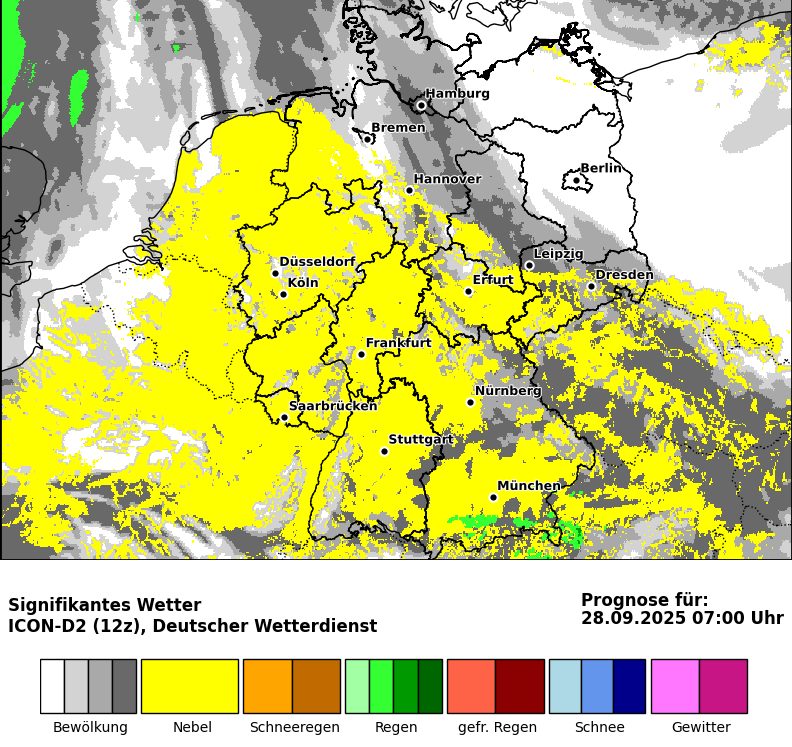 Hamburg
Bremen
Berlin
Hannover
Leipzig
Düsseldorf
Dresden
Köln
Erfurt
Frankfurt
Nürnberg
Saarbrücken
Stuttgart
München
Signifikantes Wetter
ICON-D2 (12z), Deutscher Wetterdienst
Prognose für:
28.09.2025 07:00 Uhr
Bewölkung Nebel Schneeregen Regen gefr. Regen Schnee Gewitter